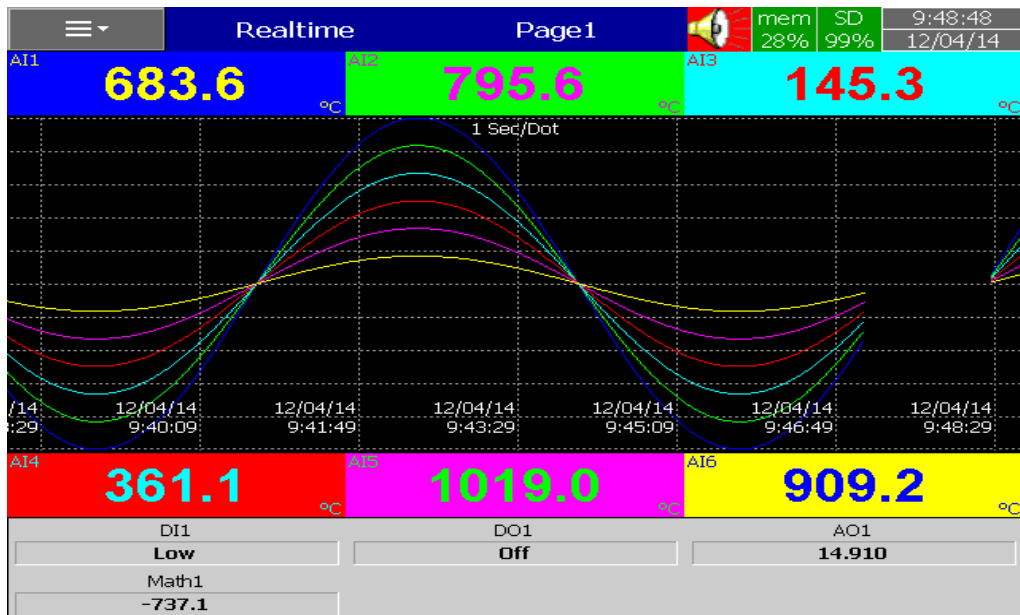 Realtime Page1 mem SD 9:48:48
28% 99% 12/04/14
AI1 AI2 AI3
683.6 °C 795.6 °C 145.3 °C
1 Sec/Dot
/14 12/04/14 12/04/14 12/04/14 12/04/14 12/04/14 12/04/14
:29 9:40:09 9:41:49 9:43:29 9:45:09 9:46:49 9:48:29
AI4 AI5 AI6
361.1 °C 1019.0 °C 909.2 °C
DI1 DO1 AO1
Low Off 14.910
Math1
-737.1